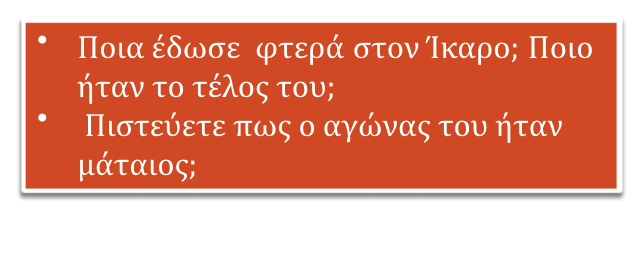 • Ποια έδωσε  φτερά στον Ίκαρο; Ποιο
ήταν το τέλος του;
•  Πιστεύετε πως ο αγώνας του ήταν
μάταιος;